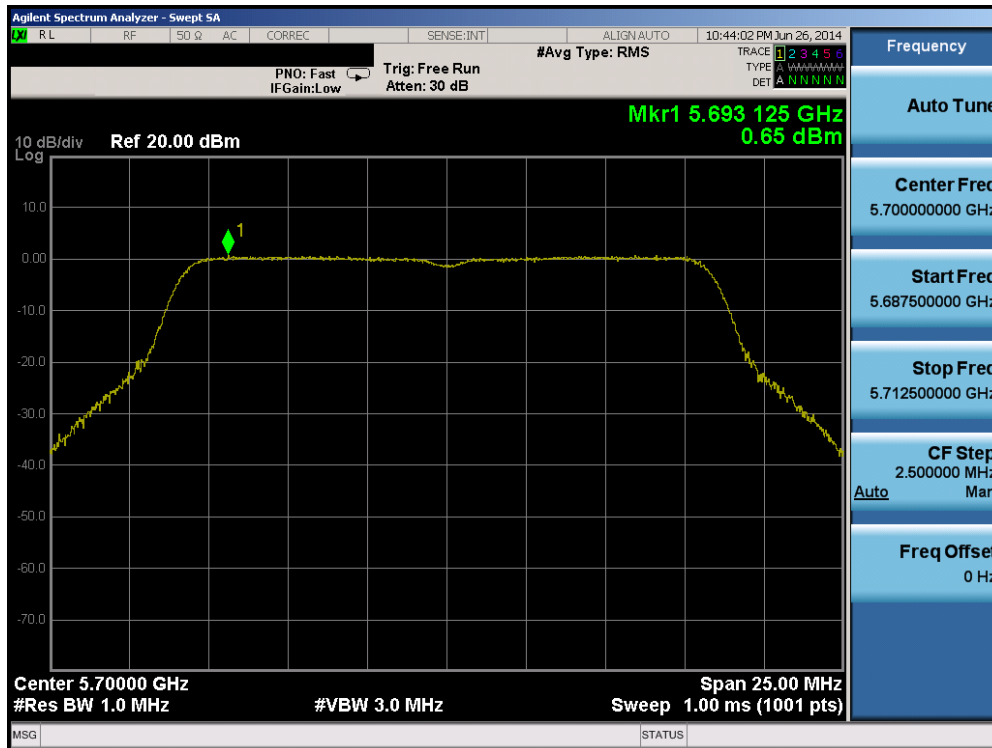 Agilent Spectrum Analyzer - Swept SA
LXI RL RF 50 Ω AC CORREC SENSE:INT ALIGN AUTO 10:44:02 PM Jun 26, 2014
#Avg Type: RMS TRACE 1 2 3 4 5 6
PNO: Fast Trig: Free Run TYPE A WWWWW
IFGain:Low Atten: 30 dB DET A N N N N N
Mkr1 5.693 125 GHz
0.65 dBm
10 dB/div Ref 20.00 dBm
Log
1
10.0
0.00
-10.0
-20.0
-30.0
-40.0
-50.0
-60.0
-70.0
Center 5.70000 GHz Span 25.00 MHz
#Res BW 1.0 MHz #VBW 3.0 MHz Sweep 1.00 ms (1001 pts)
MSG STATUS
Frequency
Auto Tune
Center Freq
5.700000000 GHz
Start Freq
5.687500000 GHz
Stop Freq
5.712500000 GHz
CF Step
2.500000 MHz
Auto Man
Freq Offset
0 Hz